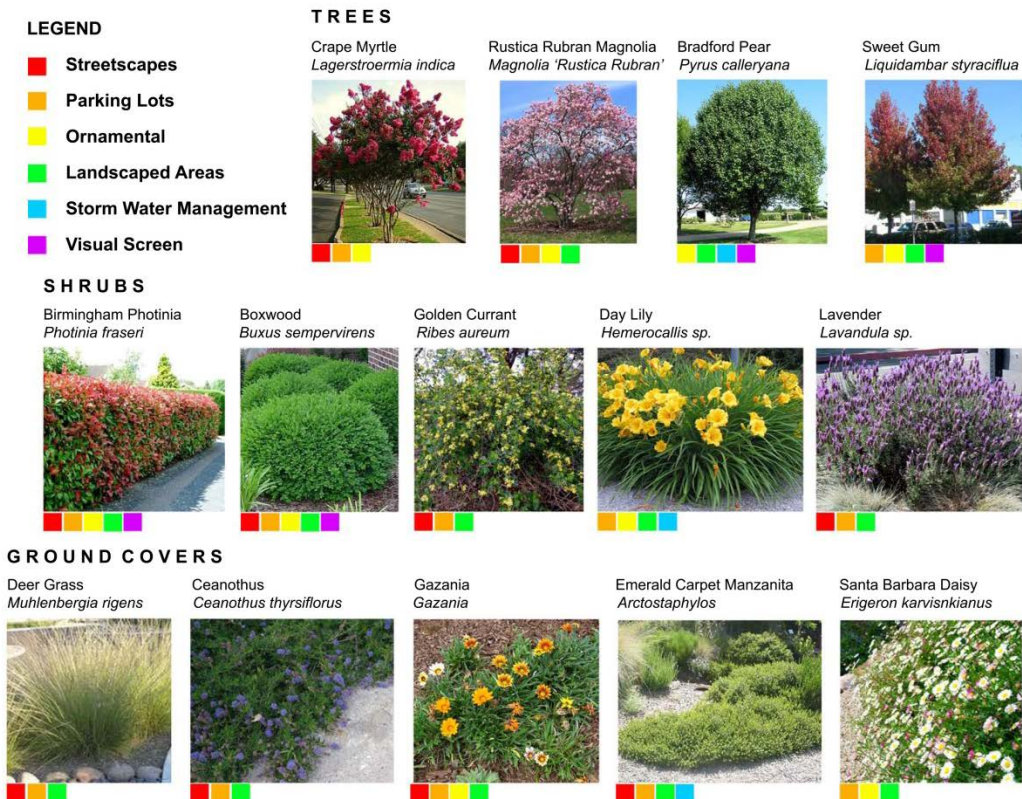 LEGEND
Streetscapes
Parking Lots
Ornamental
Landscaped Areas
Storm Water Management
Visual Screen
TREES
Crape Myrtle
Lagerstroermia indica
Rustica Rubran Magnolia
Magnolia ‘Rustica Rubran’
Bradford Pear
Pyrus calleryana
Sweet Gum
Liquidambar styraciflua
SHRUBS
Birmingham Photinia
Photinia fraseri
Boxwood
Buxus sempervirens
Golden Currant
Ribes aureum
Day Lily
Hemerocallis sp.
Lavender
Lavandula sp.
GROUND COVERS
Deer Grass
Muhlenbergia rigens
Ceanothus
Ceanothus thyrsiflorus
Gazania
Gazania
Emerald Carpet Manzanita
Arctostaphylos
Santa Barbara Daisy
Erigeron karvisnkianus